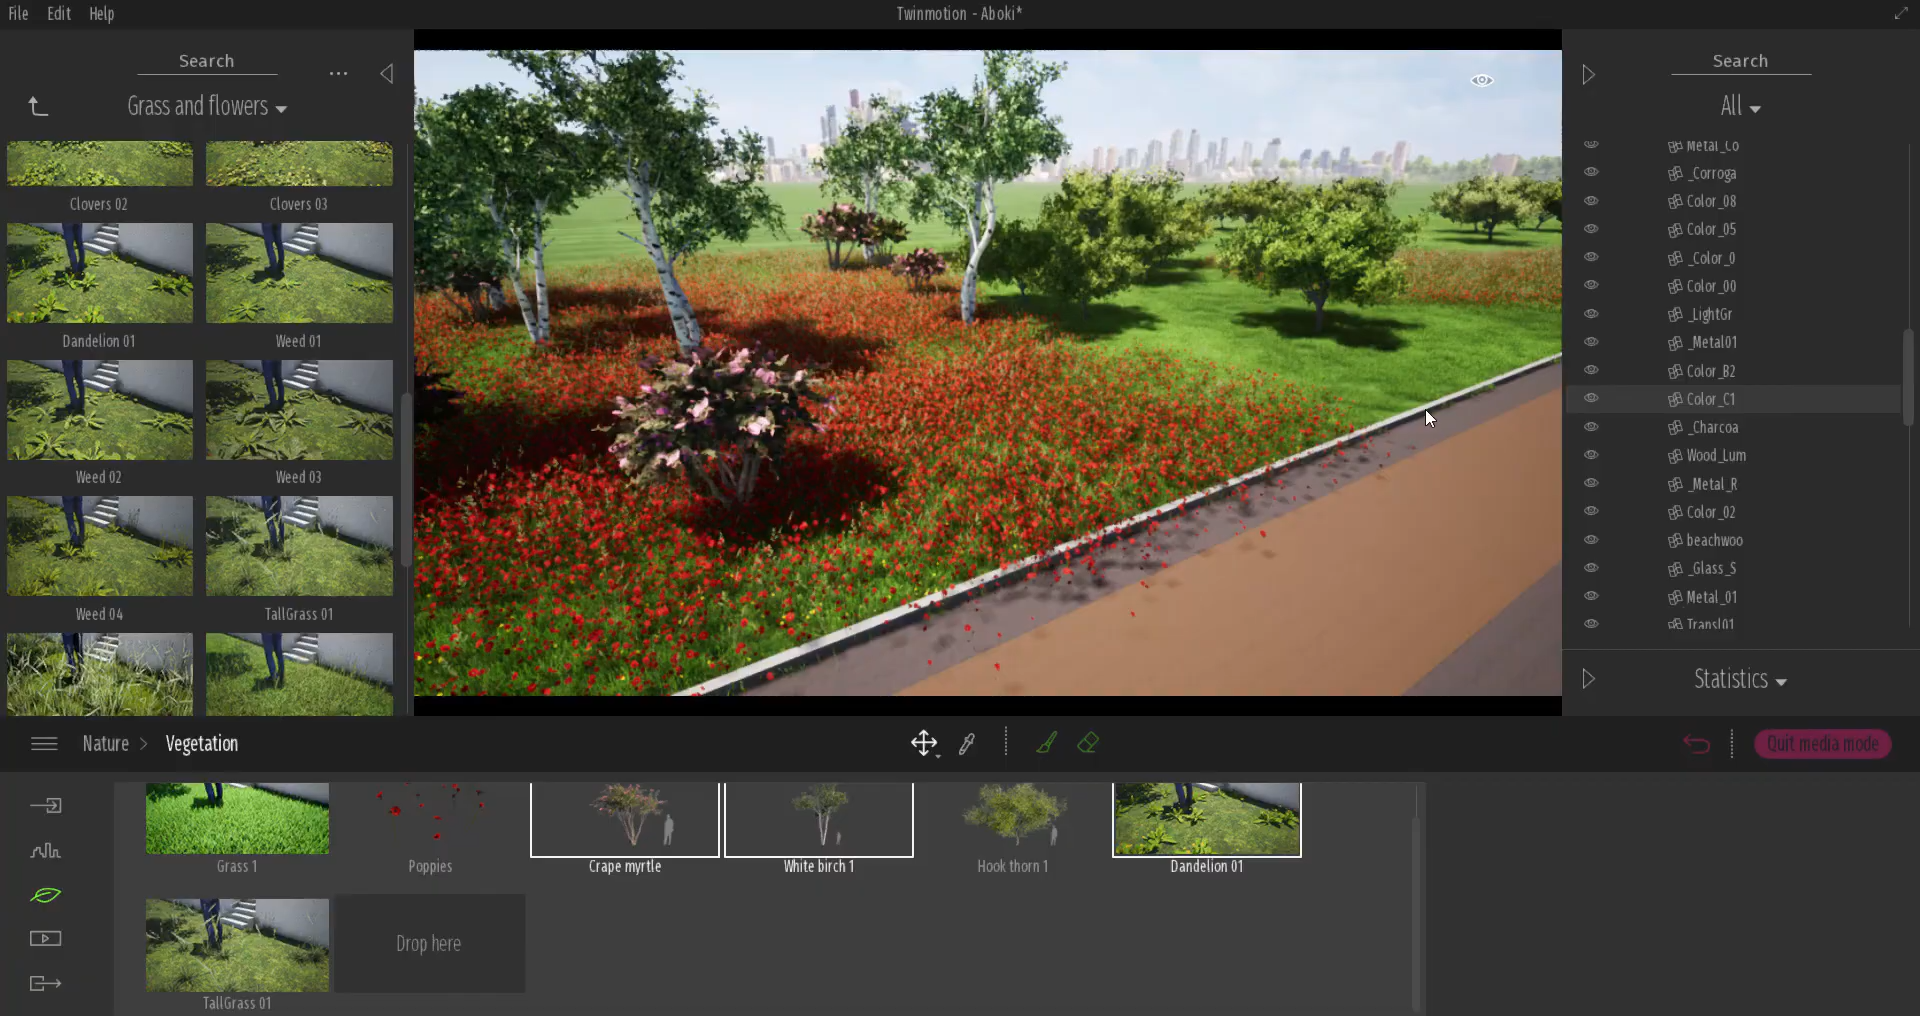 File Edit Help
Twinmotion - Aboki*
Search
...
Grass and flowers
Clovers 02
Clovers 03
Dandelion 01
Weed 01
Weed 02
Weed 03
Weed 04
TallGrass 01
Search
All
Metal_Co
_Corroga
Color_08
Color_05
_Color_0
Color_00
_LightGr
_Metal01
Color_B2
Color_C1
_Charcoa
Wood_Lum
_Metal_R
Color_02
beachwoo
_Glass_S
Metal_01
Transl01
Statistics
Nature > Vegetation
Quit media mode
Grass 1
Poppies
Crape myrtle
White birch 1
Hook thorn 1
Dandelion 01
TallGrass 01
Drop here